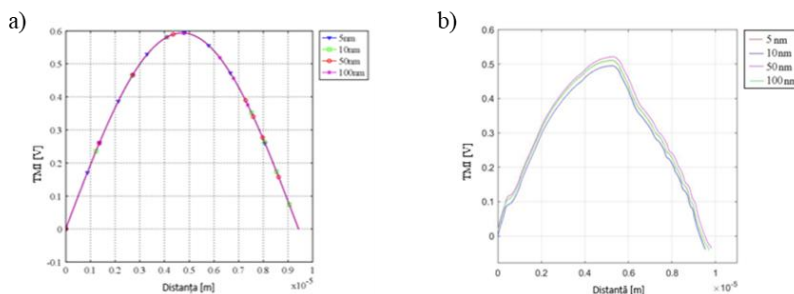 a)
b)
0.6
0.5
0.4
0.3
0.2
0.1
0
-0.1
TMI [V]
0 0.1 0.2 0.3 0.4 0.5 0.6 0.7 0.8 0.9 1
Distanța [m]
x10⁻⁵
5nm
10nm
50nm
100nm
0.6
0.5
0.4
0.3
0.2
0.1
0
TMI [V]
0 0.2 0.4 0.6 0.8 1
Distantă [m]
×10⁻⁵
5 nm
10nm
50 nm
100 nm